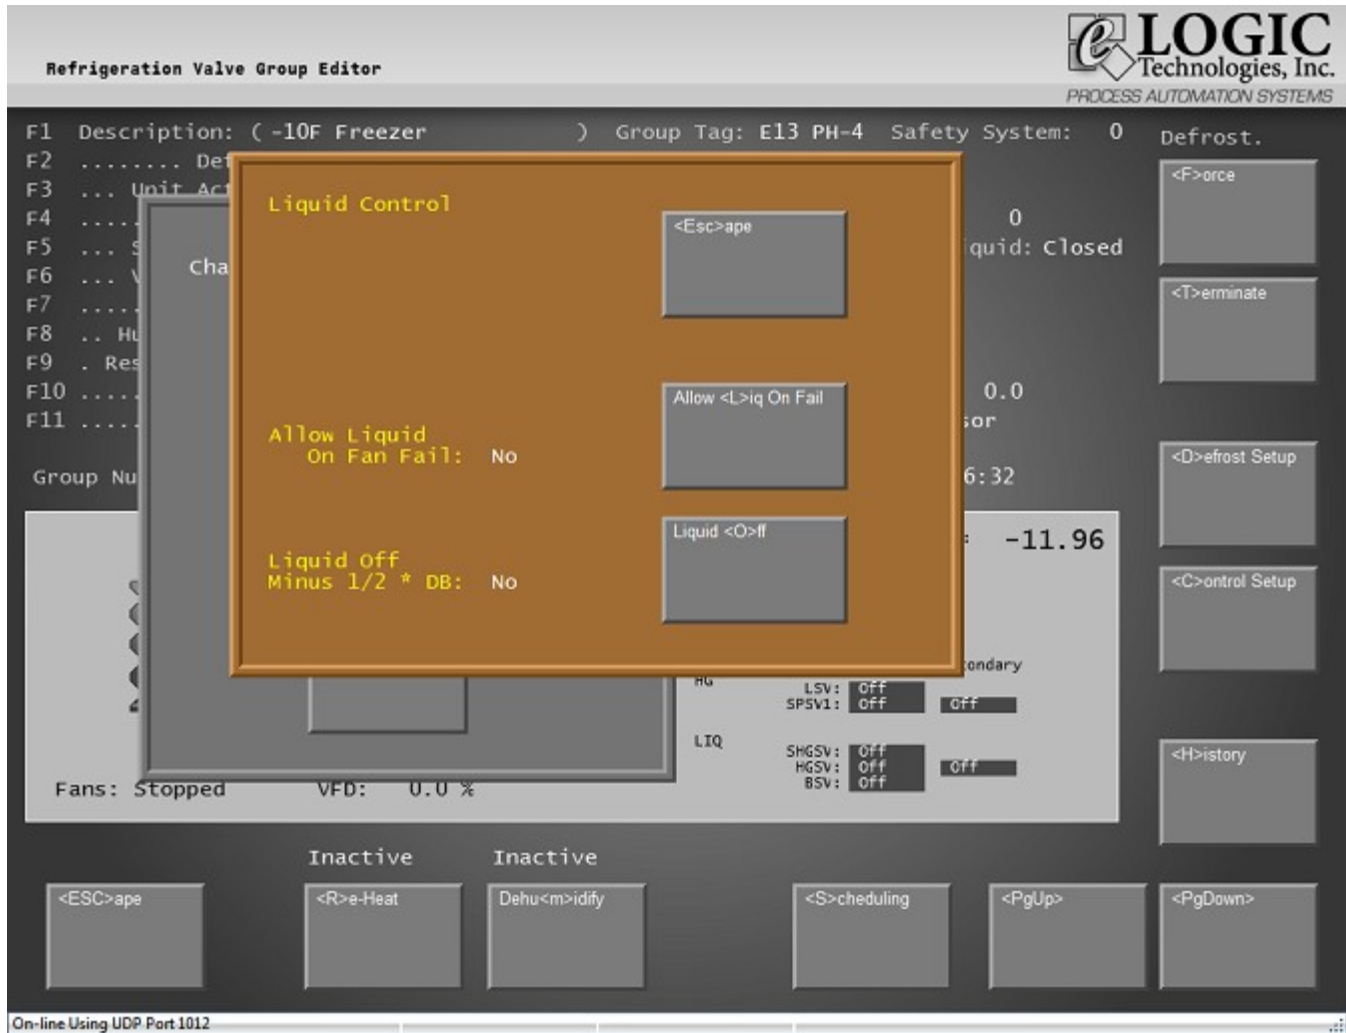 Refrigeration Valve Group Editor
e LOGIC
Technologies, Inc.
PROCESS AUTOMATION SYSTEMS
F1 Description: ( -10F Freezer ) Group Tag: E13 PH-4 Safety System: 0
Defrost.
F2 ........
F3 ... Unit
F4 ..... 0
F5 ... Closed
F6 ...
F7 .....
F8 ..
F9 .
F10 ..... 0.0
F11 .....
Group
6:32
<F>orce
<T>erminate
<D>efrost Setup
<C>ontrol Setup
<H>istory
Liquid Control
<Esc>ape
Allow <L>iq On Fail
Allow Liquid
On Fan Fail: No
Liquid <O>ff
Liquid Off
Minus 1/2 * DB: No
-11.96
HG
LSV: Off
SPSV1: Off Off
LIQ
SHGSV: Off
HGSV: Off Off
BSV: Off
Fans: Stopped VFD: 0.0 %
Inactive Inactive
<ESC>ape
<R>e-Heat
Dehu<m>idify
<S>cheduling
<PgUp>
<PgDown>
On-line Using UDP Port 1012